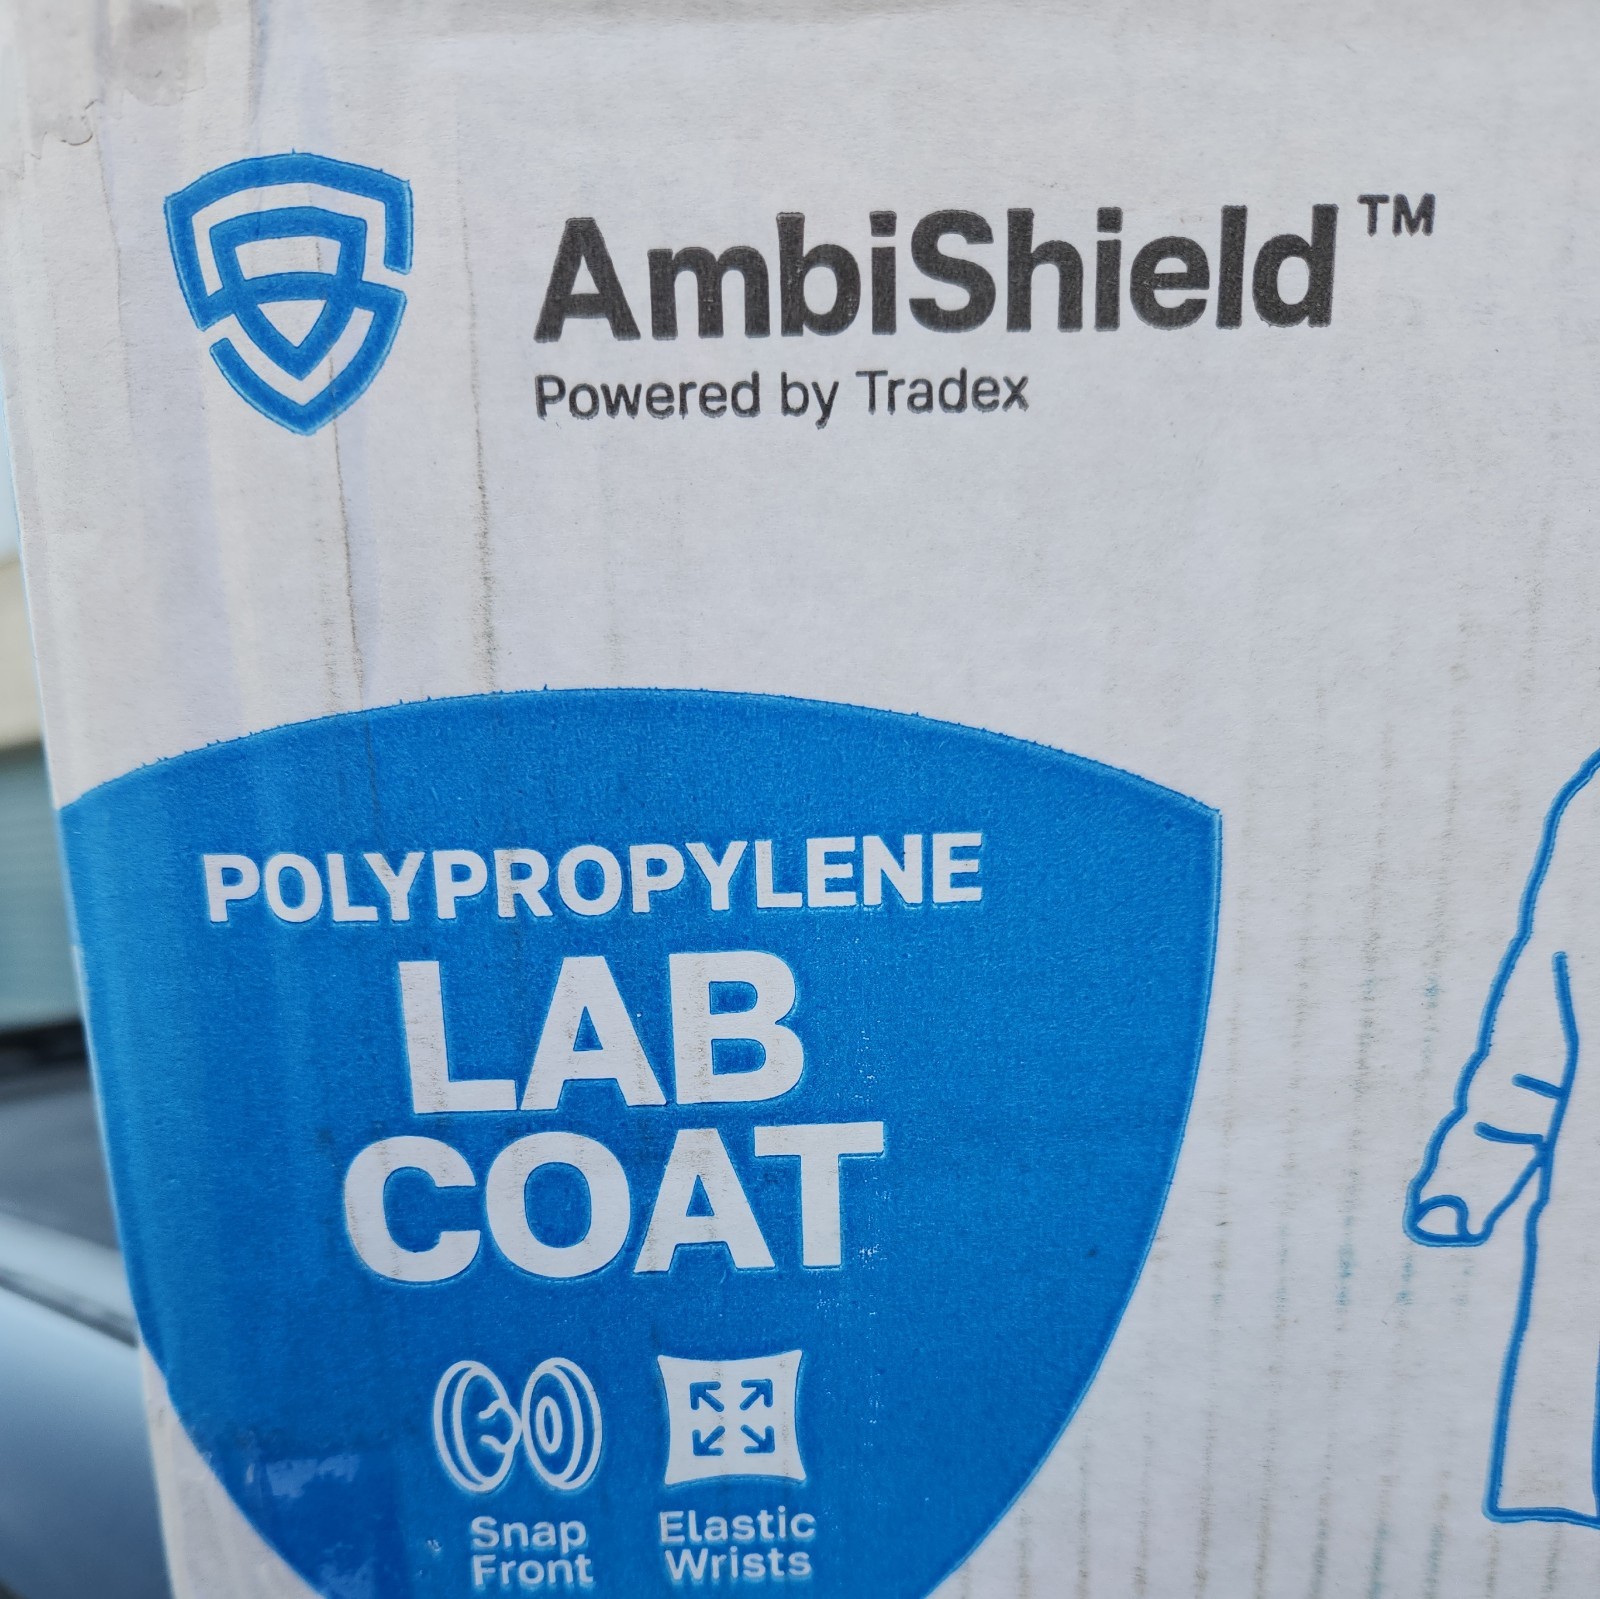 AmbiShield™
Powered by Tradex
POLYPROPYLENE
LAB
COAT
Snap
Front
Elastic
Wrists